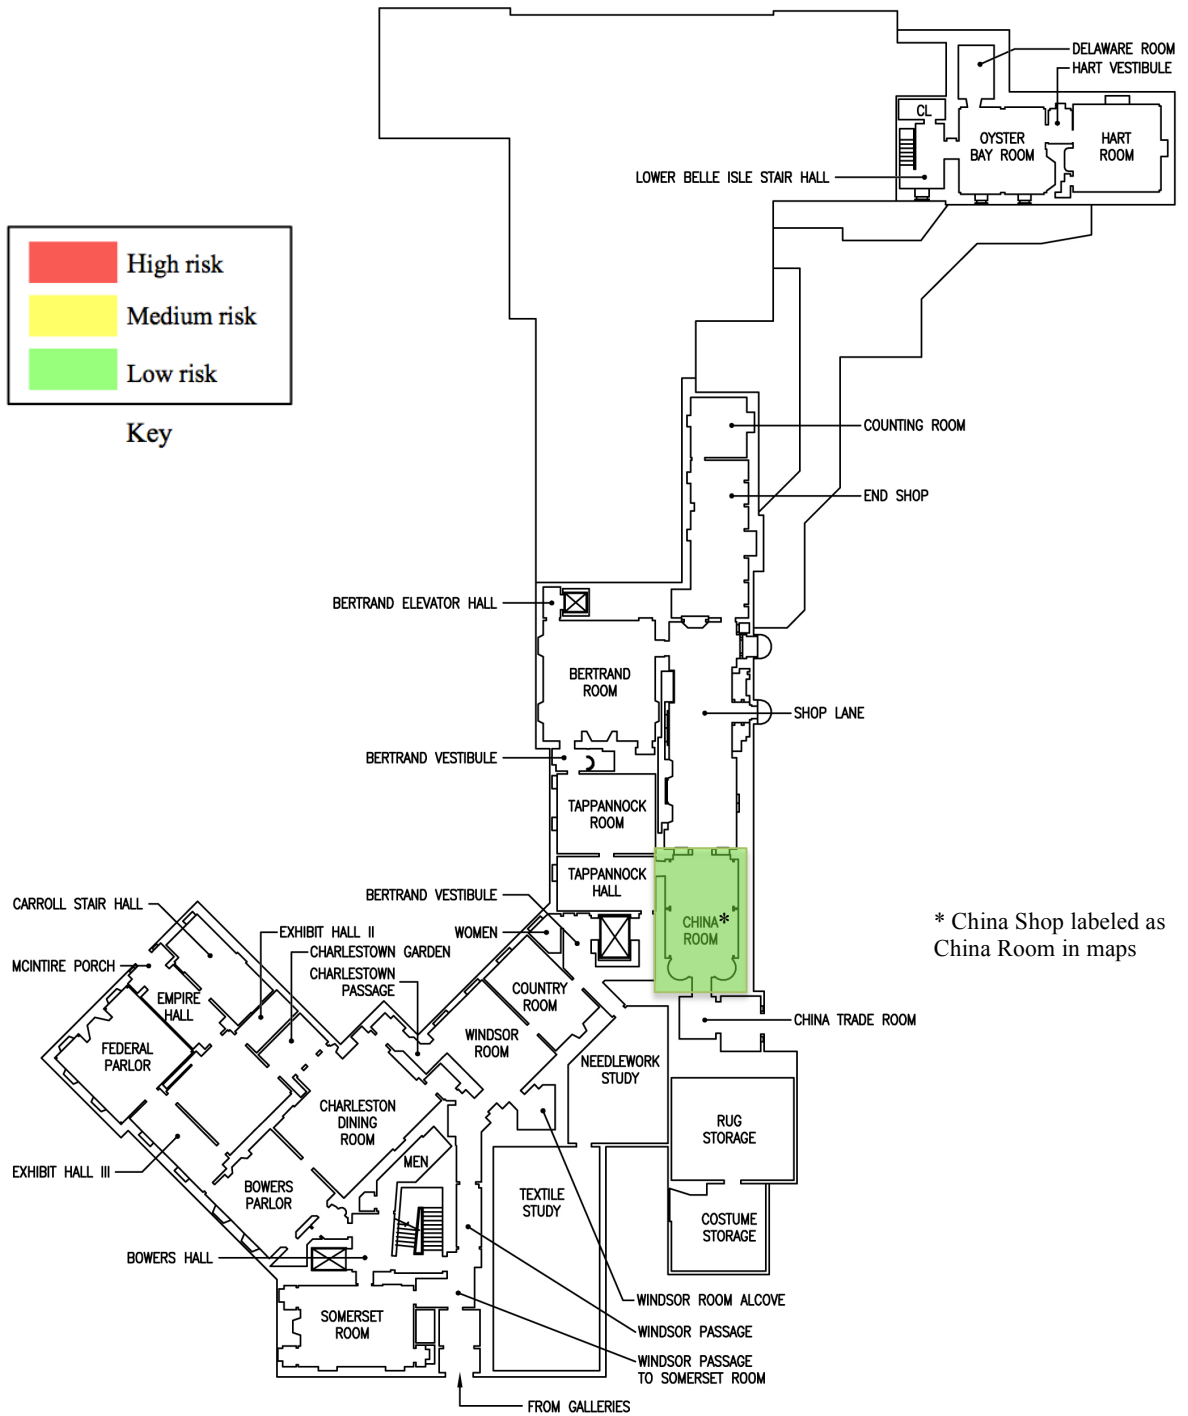 DELAWARE ROOM
HART VESTIBULE
CL
OYSTER
BAY ROOM
HART
ROOM
LOWER BELLE ISLE STAIR HALL
High risk
Medium risk
Low risk
Key
COUNTING ROOM
END SHOP
BERTRAND ELEVATOR HALL
BERTRAND
ROOM
SHOP LANE
BERTRAND VESTIBULE
TAPPANNOCK
ROOM
TAPPANNOCK
HALL
BERTRAND VESTIBULE
CARROLL STAIR HALL
EXHIBIT HALL II
WOMEN
CHINA*
ROOM
* China Shop labeled as
China Room in maps
CHARLESTOWN GARDEN
MCINTIRE PORCH
CHARLESTOWN
PASSAGE
COUNTRY
ROOM
EMPIRE
HALL
CHINA TRADE ROOM
WINDSOR
ROOM
FEDERAL
PARLOR
NEEDLEWORK
STUDY
CHARLESTON
DINING
ROOM
RUG
STORAGE
MEN
EXHIBIT HALL III
BOWERS
PARLOR
TEXTILE
STUDY
COSTUME
STORAGE
BOWERS HALL
WINDSOR ROOM ALCOVE
SOMERSET
ROOM
WINDSOR PASSAGE
WINDSOR PASSAGE
TO SOMERSET ROOM
FROM GALLERIES